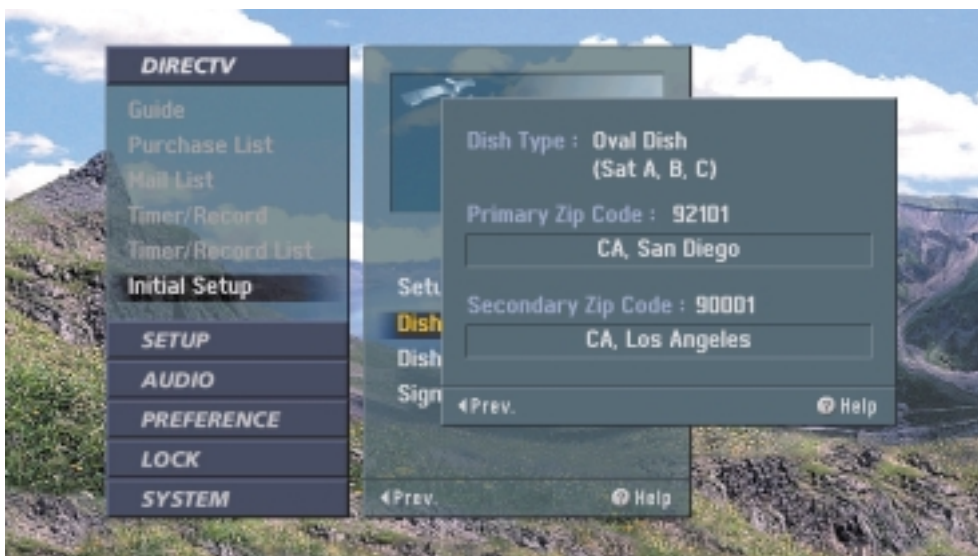 DIRECTV
Guide
Purchase List
Mail List
Timer/Record
Timer/Record List
Initial Setup
SETUP
AUDIO
PREFERENCE
LOCK
SYSTEM
Setu
Dish
Dish
Sign
Prev.
Help
Dish Type : Oval Dish
(Sat A, B, C)
Primary Zip Code : 92101
CA, San Diego
Secondary Zip Code : 90001
CA, Los Angeles
Prev.
Help